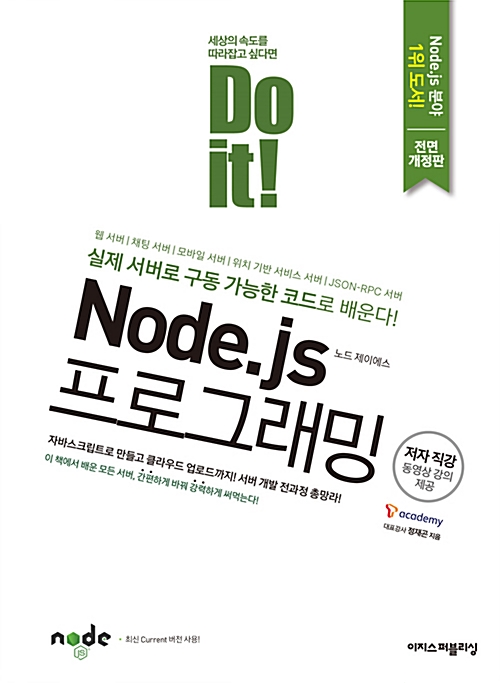 세상의 속도를
따라잡고 싶다면
Do
it!
Node.js 분야
1위 도서!
전면
개정판
웹 서버 | 채팅 서버 | 모바일 서버 | 위치 기반 서비스 서버 | JSON-RPC 서버
실제 서버로 구동 가능한 코드로 배운다!
Node.js 노드 제이에스
프로그래밍
자바스크립트로 만들고 클라우드 업로드까지! 서버 개발 전과정 총망라!
이 책에서 배운 모든 서버, 간편하게 바꿔 강력하게 써먹는다!
저자 직강
동영상 강의
제공
T academy
대표강사 정재곤 지음
node
JS
• 최신 Current 버전 사용!
이지스퍼블리싱